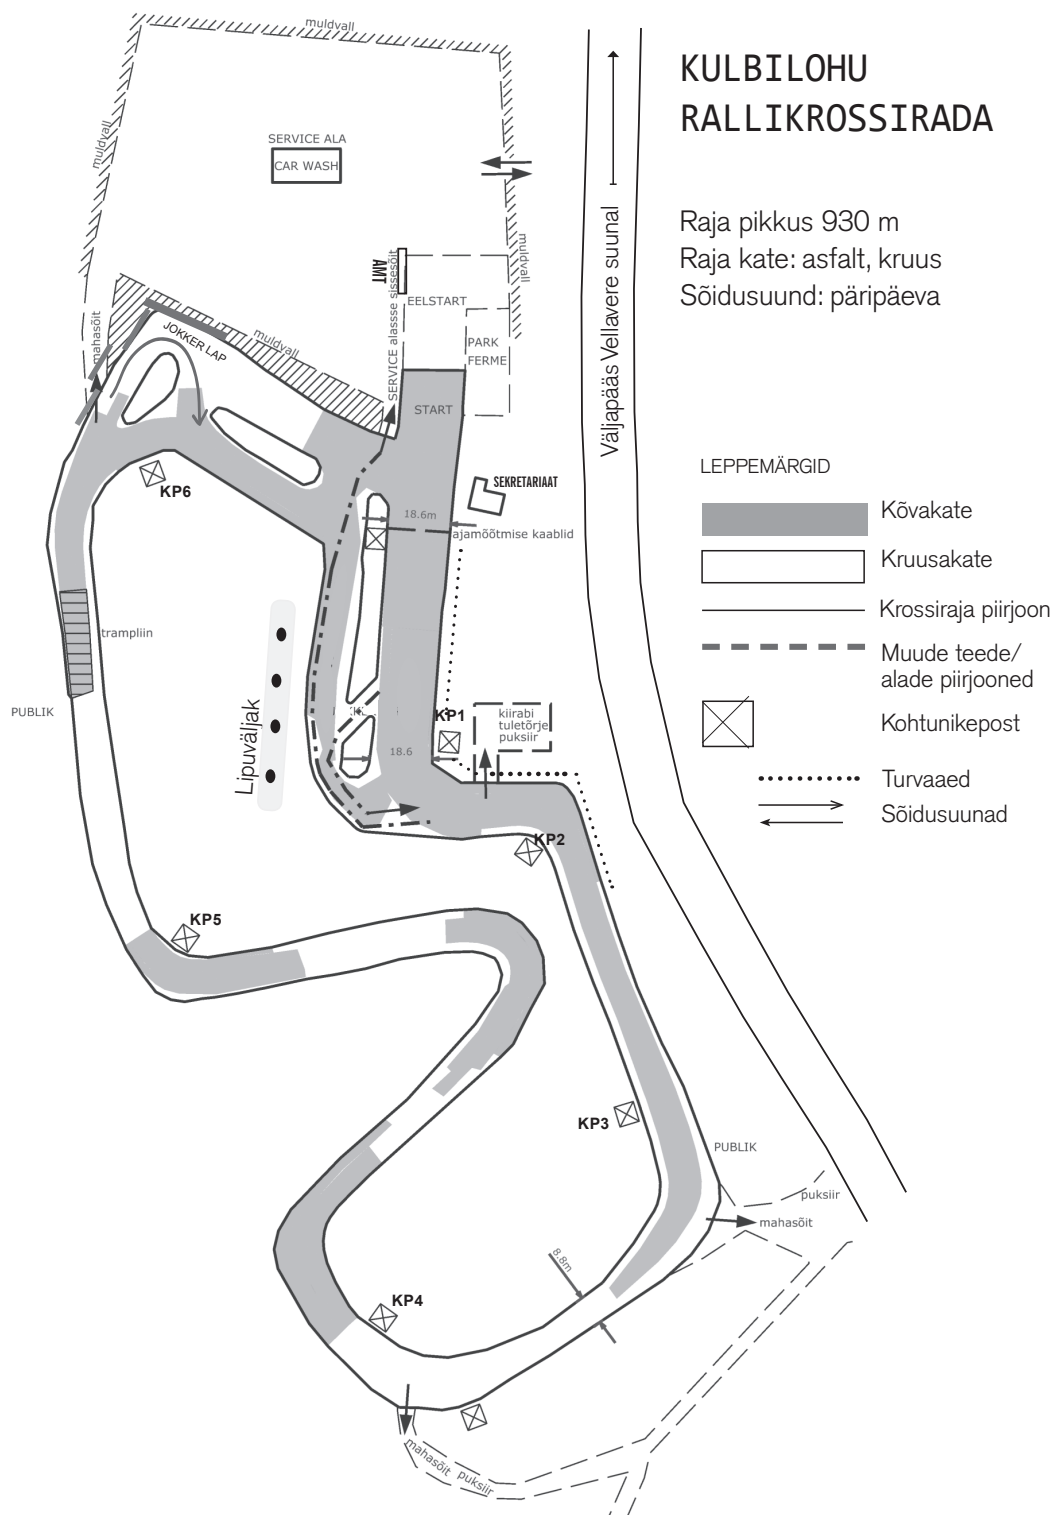 muldvall
KULBILOHU
RALLIKROSSIRADA
muldvall
SERVICE ALA
CAR WASH
Raja pikkus 930 m
Raja kate: asfalt, kruus
Sõidusuund: päripäeva
muldvall
Väljapääs Vellavere suunal
AMT
SERVICE alassse sissesõit
EELSTART
mahasõit
JOKKER LAP
muldvall
PARK
FERME
START
LEPPEMÄRGID
KP6
SEKRETARIAAT
18.6m
ajamõõtmise kaablid
Kõvakate
Kruusakate
Krossiraja piirjoon
Muude teede/
alade piirjooned
Kohtunikepost
Turvaaed
Sõidusuunad
trampliin
PUBLIK
Lipuväljak
KP1
kiirabi
tuletõrje
puksiir
18.6
KP2
KP5
KP3
PUBLIK
puksiir
mahasõit
8.8m
KP4
mahasõit puksiir